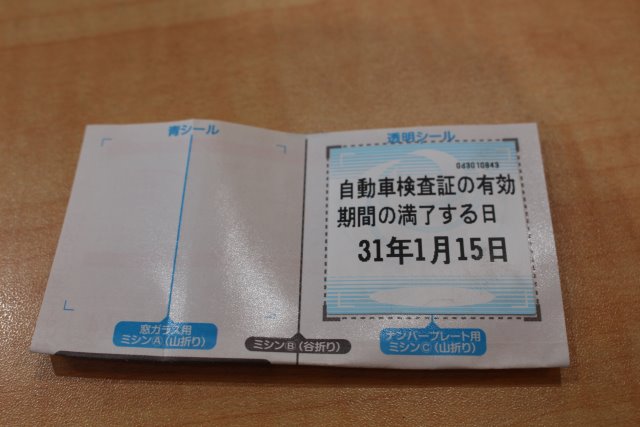 青シール
透明シール
063010843
自動車検査証の有効
期間の満了する日
31年1月15日
窓ガラス用
ミシンⒶ(山折り)
ミシンⒷ(谷折り)
ナンバープレート用
ミシンⒸ(山折り)